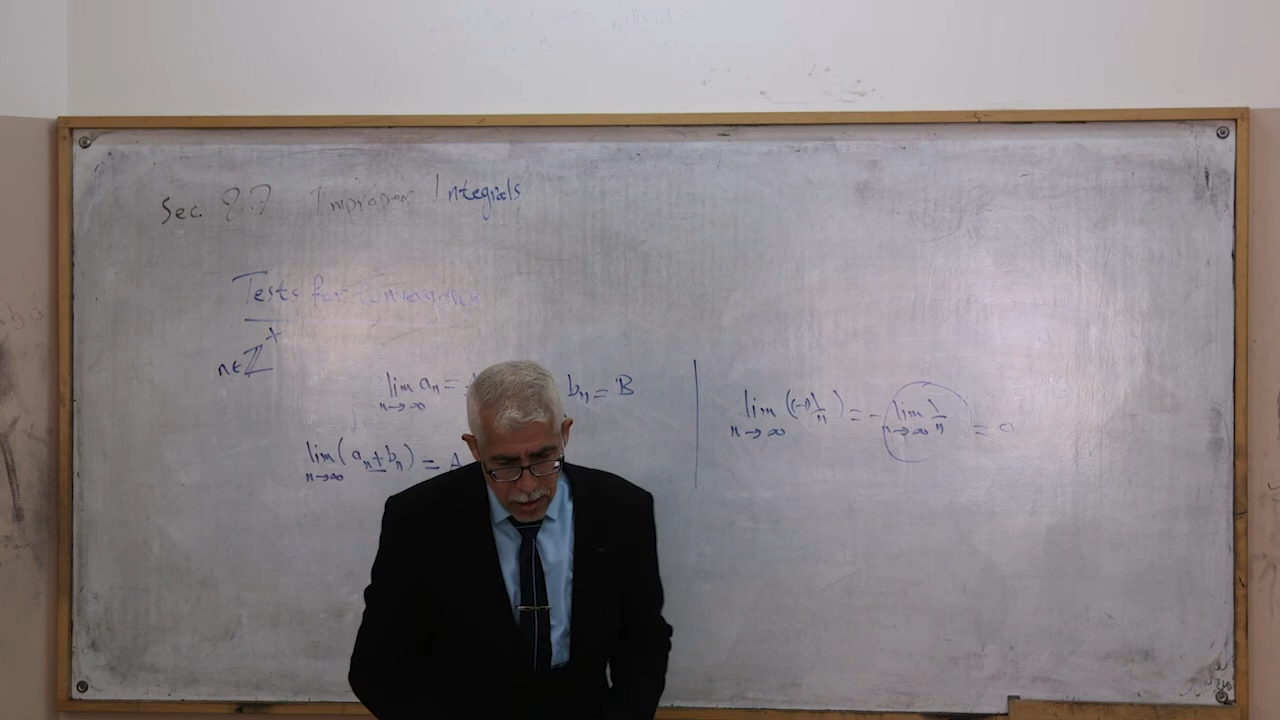 Sec. 8.7 Improper Integrals
Tests for convergence
n ∈ ℤ⁺
lim n→∞ aₙ = bₙ = B
lim n→∞ (aₙ ± bₙ) = A
lim n→∞ ((-1) 1/n) = - lim n→∞ 1/n = 0